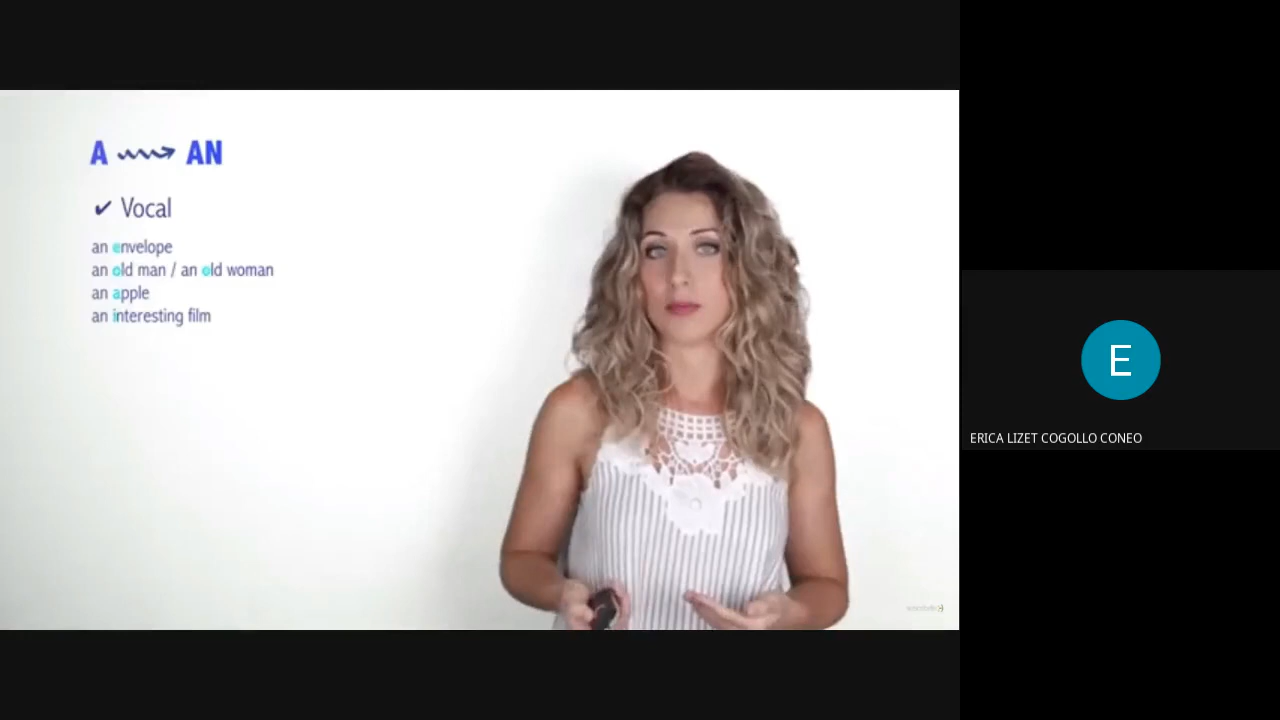 A AN
✔ Vocal
an envelope
an old man / an old woman
an apple
an interesting film
E
ERICA LIZET COGOLLO CONEO